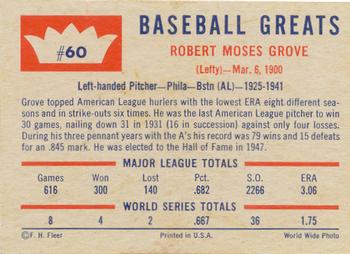 #60
BASEBALL GREATS
ROBERT MOSES GROVE
(Lefty)—Mar. 6, 1900
Left-handed Pitcher—Phila—Bstn (AL)—1925-1941
Grove topped American League hurlers with the lowest ERA eight different sea-
sons and in strike-outs six times. He was the last American League pitcher to win
30 games, nailing down 31 in 1931 (16 in succession) against only four losses.
During his three pennant years with the A's his record was 79 wins and 15 defeats
for an .845 mark. He was elected to the Hall of Fame in 1947.
MAJOR LEAGUE TOTALS
Games Won Lost Pct. S.O. ERA
616 300 140 .682 2266 3.06
WORLD SERIES TOTALS
8 4 2 .667 36 1.75
©F. H. Fleer Printed in U.S.A. World Wide Photo